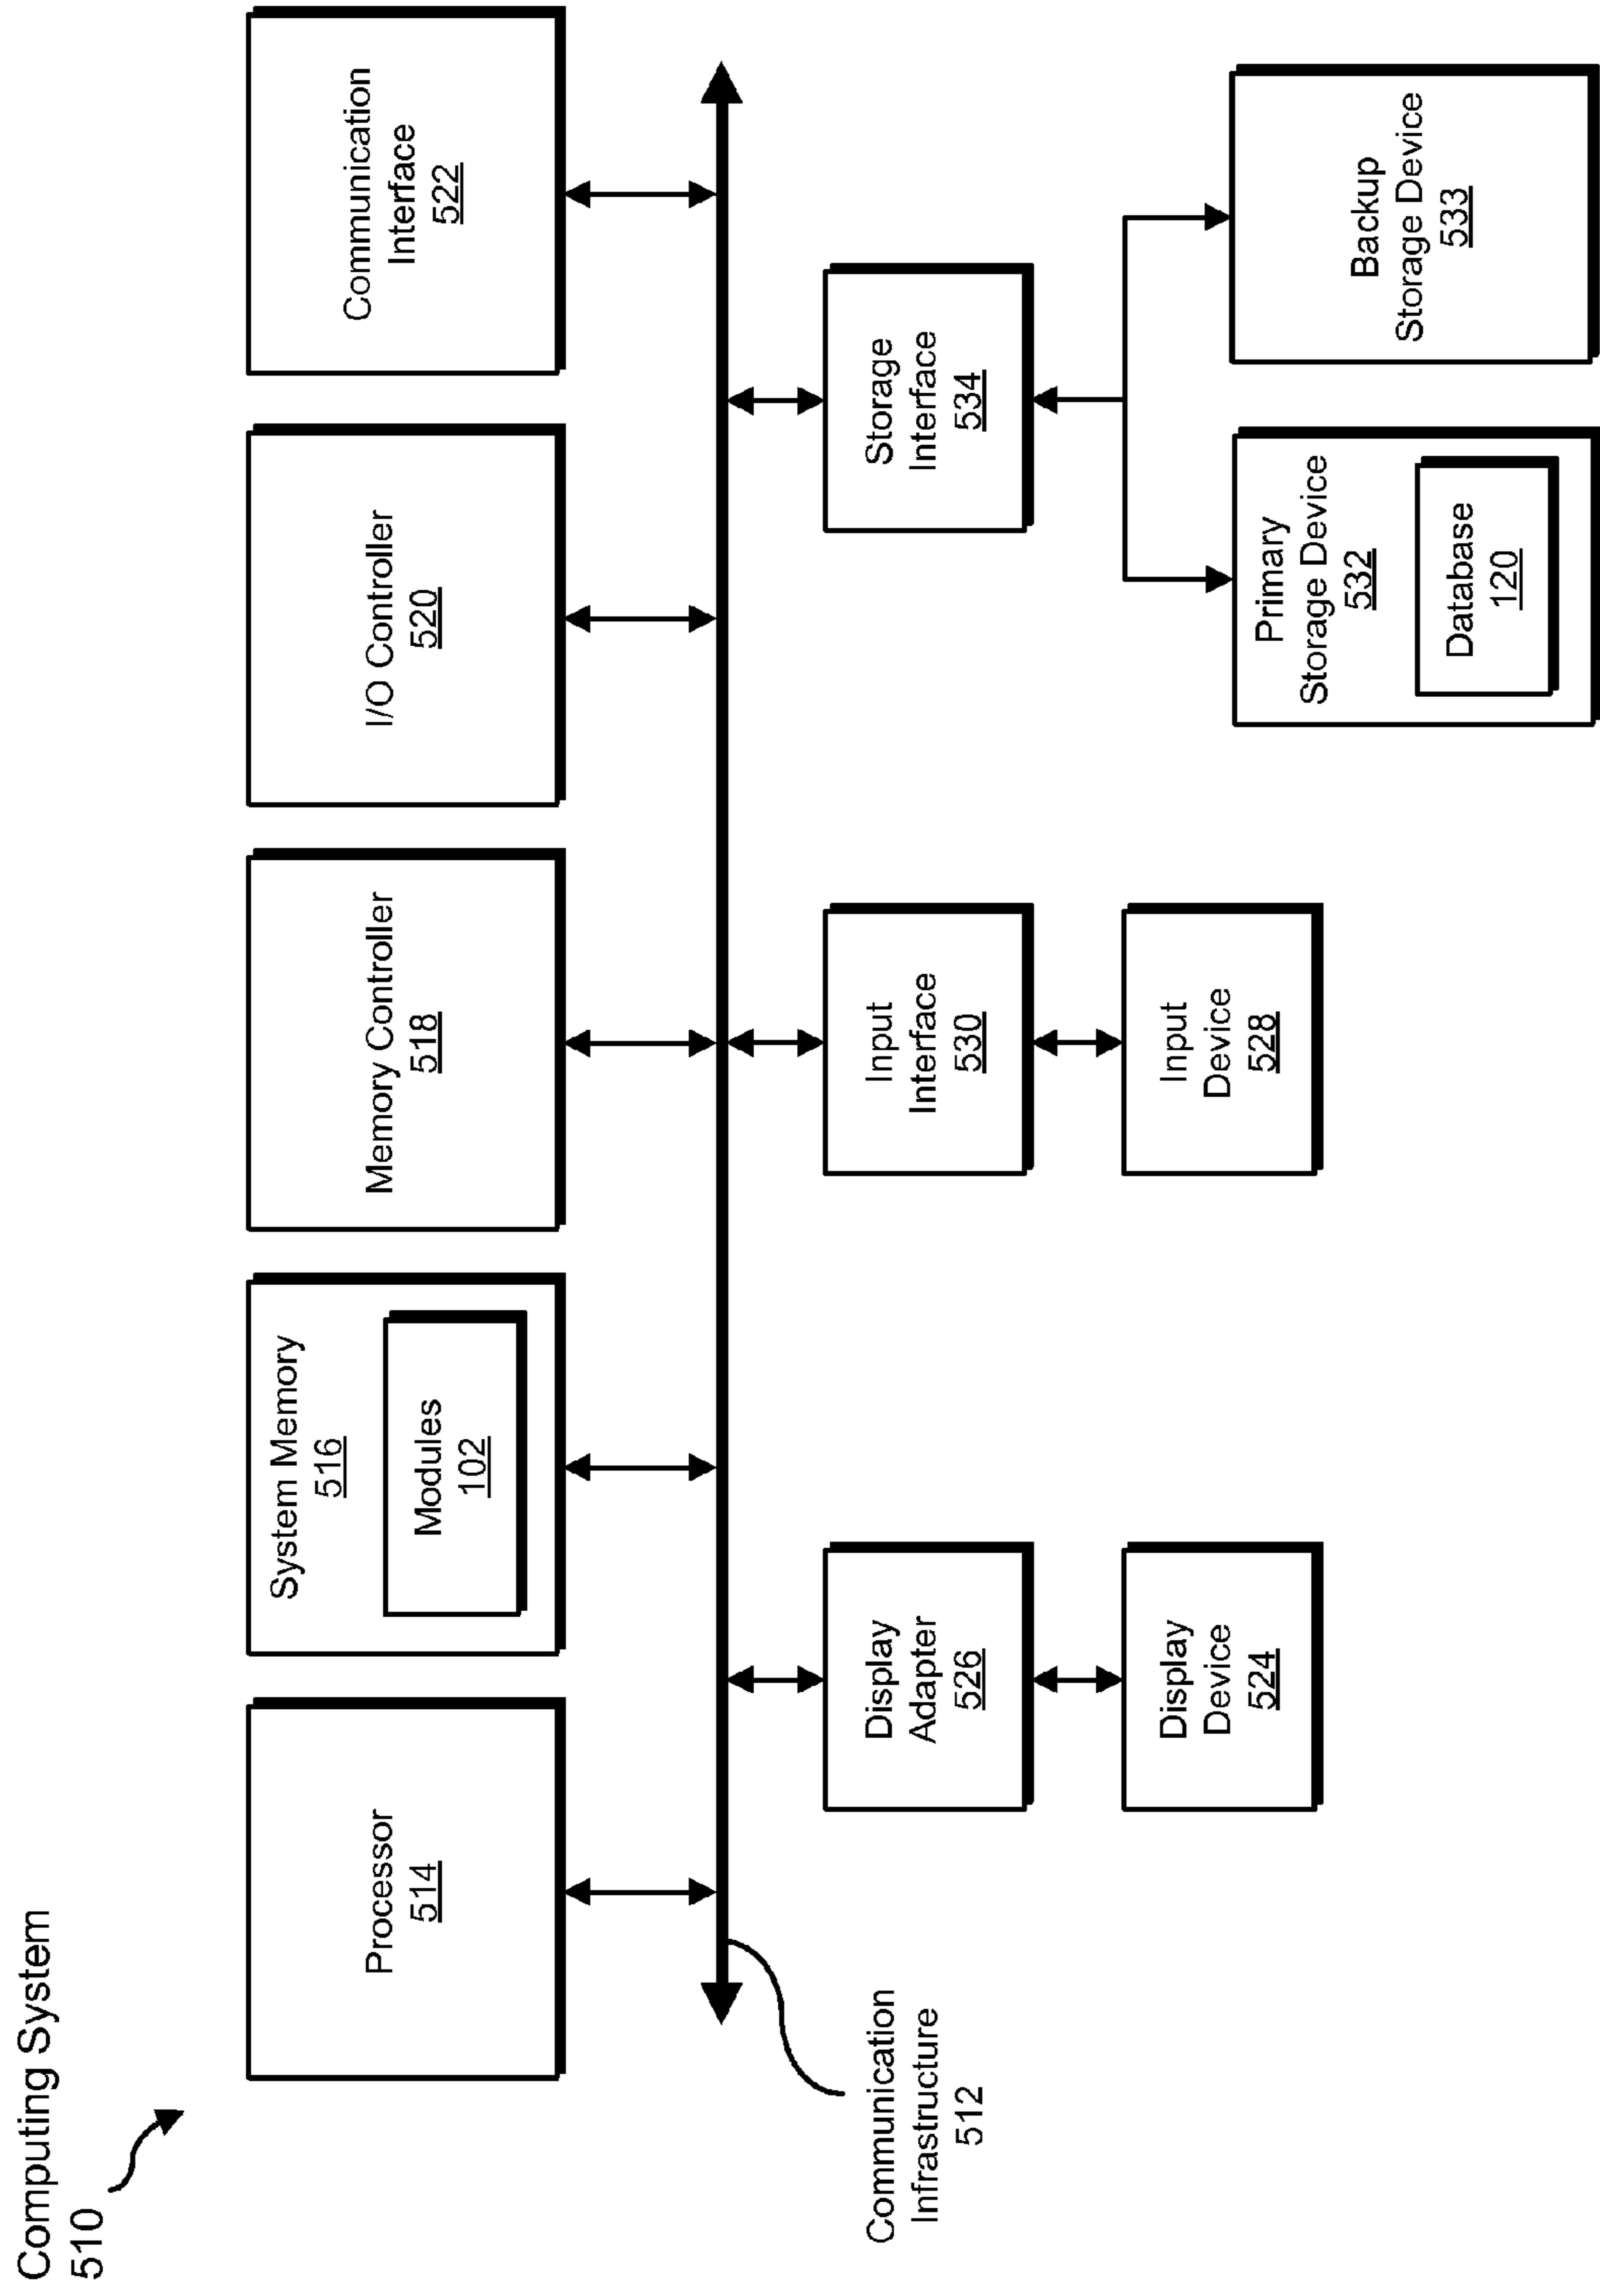 Computing System
510
Processor
514
System Memory
516
Modules
102
Memory Controller
518
I/O Controller
520
Communication
Interface
522
Communication
Infrastructure
512
Display
Adapter
526
Input
Interface
530
Storage
Interface
534
Display
Device
524
Input
Device
528
Primary
Storage Device
532
Database
120
Backup
Storage Device
533